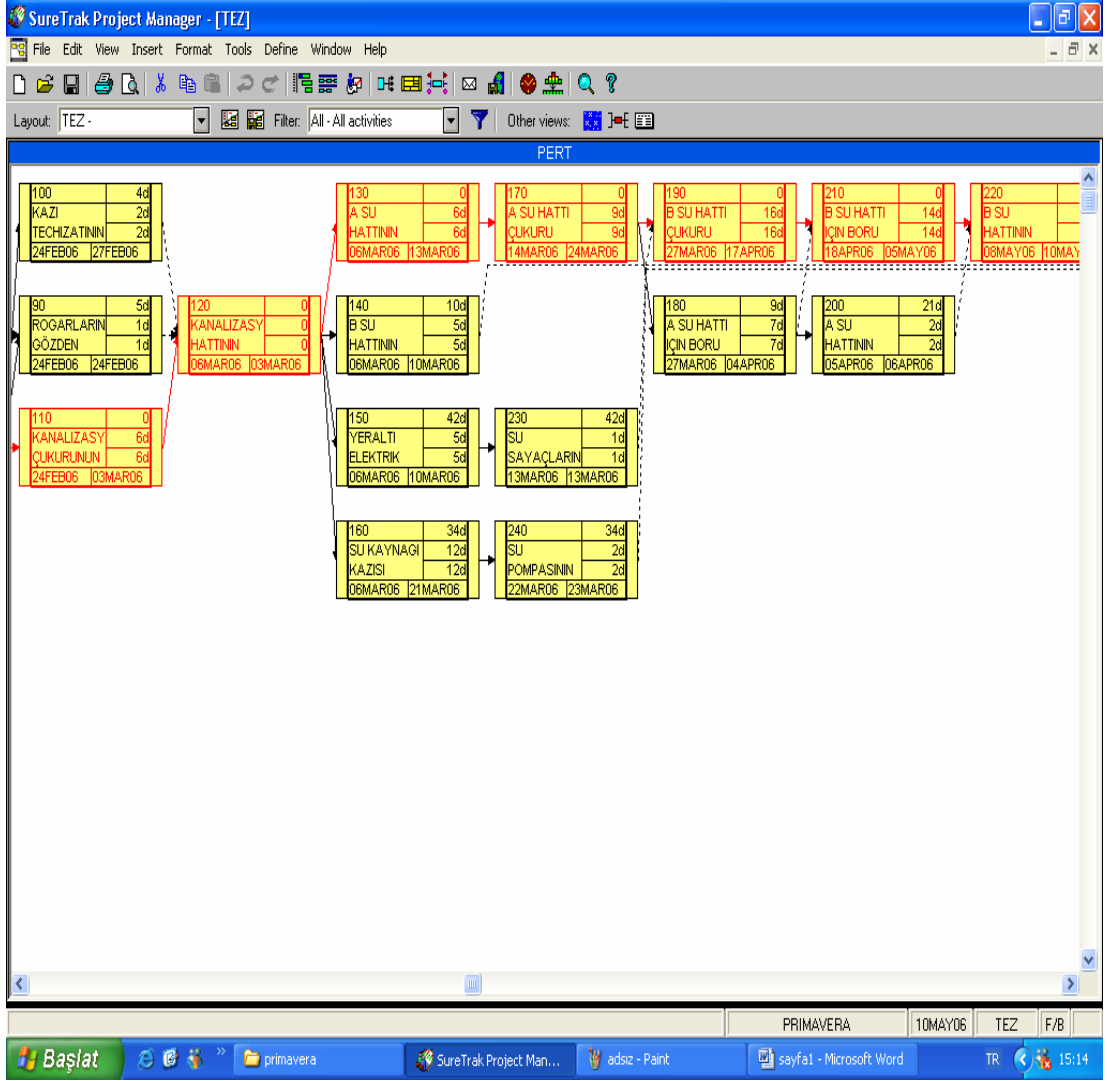 SureTrak Project Manager - [TEZ]
File Edit View Insert Format Tools Define Window Help
Layout: TEZ - Filter: All - All activities Other views:
PERT
100 4d
KAZI 2d
TECHIZATININ 2d
24FEB06 27FEB06
130 0
A SU 6d
HATTININ 6d
06MAR06 13MAR06
170 0
A SU HATTI 9d
ÇUKURU 9d
14MAR06 24MAR06
190 0
B SU HATTI 16d
ÇUKURU 16d
27MAR06 17APR06
210 0
B SU HATTI 14d
IÇIN BORU 14d
18APR06 05MAY06
220
B SU
HATTININ
08MAY06 10MAY
90 5d
ROGARLARIN 1d
GÖZDEN 1d
24FEB06 24FEB06
120 0
KANALIZASY 0
HATTININ 0
06MAR06 03MAR06
140 10d
B SU 5d
HATTININ 5d
06MAR06 10MAR06
180 9d
A SU HATTI 7d
IÇIN BORU 7d
27MAR06 04APR06
200 21d
A SU 2d
HATTININ 2d
05APR06 06APR06
110 0
KANALIZASY 6d
ÇUKURUNUN 6d
24FEB06 03MAR06
150 42d
YERALTI 5d
ELEKTRIK 5d
06MAR06 10MAR06
230 42d
SU 1d
SAYAÇLARIN 1d
13MAR06 13MAR06
160 34d
SU KAYNAGI 12d
KAZISI 12d
06MAR06 21MAR06
240 34d
SU 2d
POMPASININ 2d
22MAR06 23MAR06
PRIMAVERA 10MAY06 TEZ F/B
Başlat » primavera SureTrak Project Man... adsız - Paint sayfa1 - Microsoft Word TR 15:14